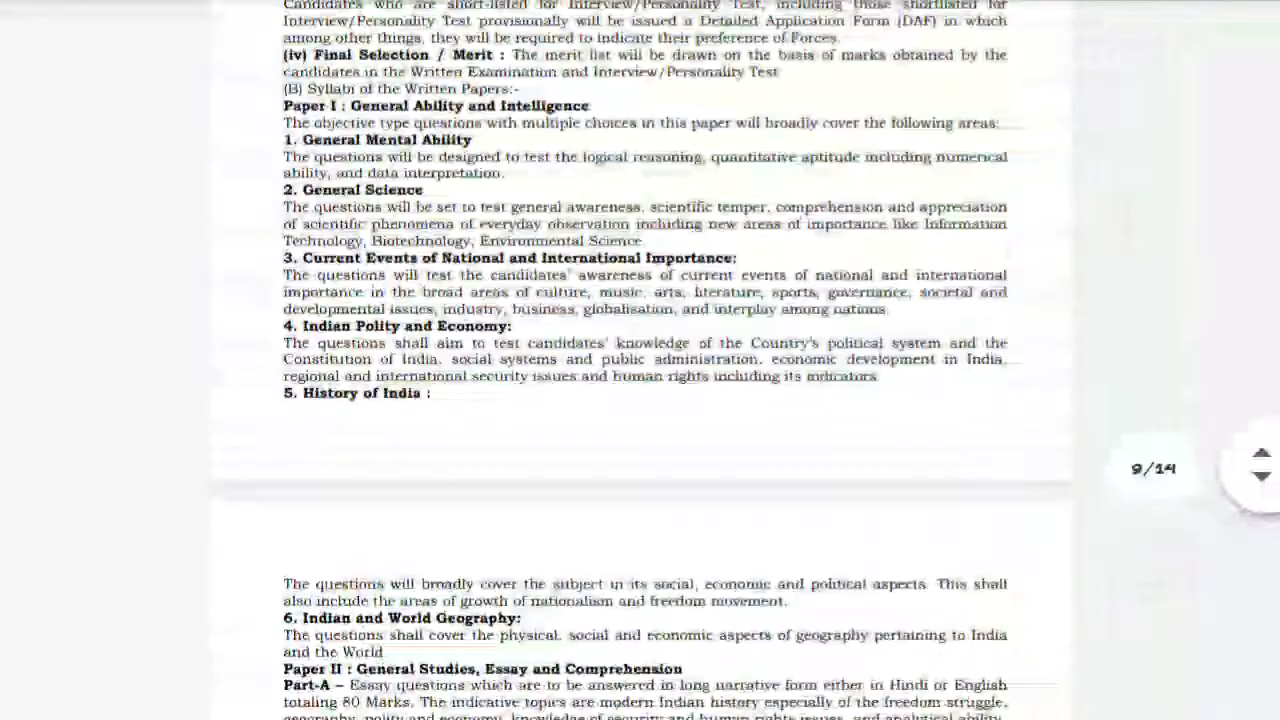 Candidates who are short-listed for Interview/Personality Test, including those shortlisted for
Interview/Personality Test provisionally will be issued a Detailed Application Form (DAF) in which
among other things, they will be required to indicate their preference of Forces.
(iv) Final Selection / Merit : The merit list will be drawn on the basis of marks obtained by the
candidates in the Written Examination and Interview/Personality Test
(B) Syllabi of the Written Papers:-
Paper I : General Ability and Intelligence
The objective type questions with multiple choices in this paper will broadly cover the following areas:
1. General Mental Ability
The questions will be designed to test the logical reasoning, quantitative aptitude including numerical
ability, and data interpretation.
2. General Science
The questions will be set to test general awareness, scientific temper, comprehension and appreciation
of scientific phenomena of everyday observation including new areas of importance like Information
Technology, Biotechnology, Environmental Science
3. Current Events of National and International Importance:
The questions will test the candidates' awareness of current events of national and international
importance in the broad areas of culture, music, arts, literature, sports, governance, societal and
developmental issues, industry, business, globalisation, and interplay among nations
4. Indian Polity and Economy:
The questions shall aim to test candidates' knowledge of the Country's political system and the
Constitution of India, social systems and public administration, economic development in India,
regional and international security issues and human rights including its indicators
5. History of India :
9/14
The questions will broadly cover the subject in its social, economic and political aspects. This shall
also include the areas of growth of nationalism and freedom movement.
6. Indian and World Geography:
The questions shall cover the physical, social and economic aspects of geography pertaining to India
and the World
Paper II : General Studies, Essay and Comprehension
Part-A – Essay questions which are to be answered in long narrative form either in Hindi or English
totaling 80 Marks. The indicative topics are modern Indian history especially of the freedom struggle,
geography, polity and economy, knowledge of security and human rights issues, and analytical ability.